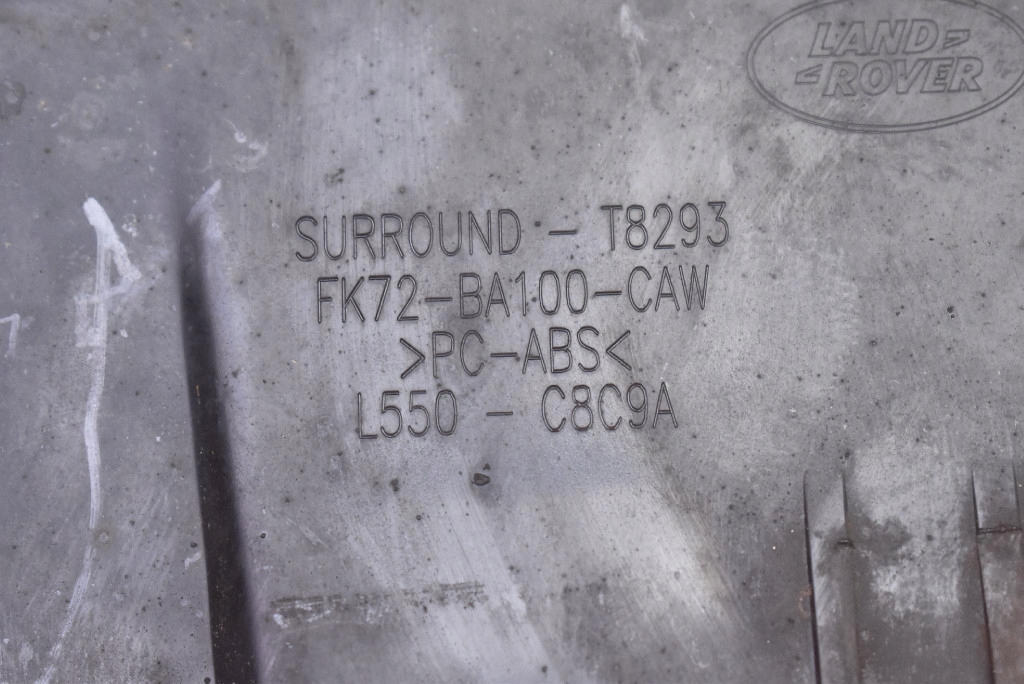 LAND
ROVER
SURROUND - T8293
FK72-BA100-CAW
>PC-ABS<
L550 - C8C9A